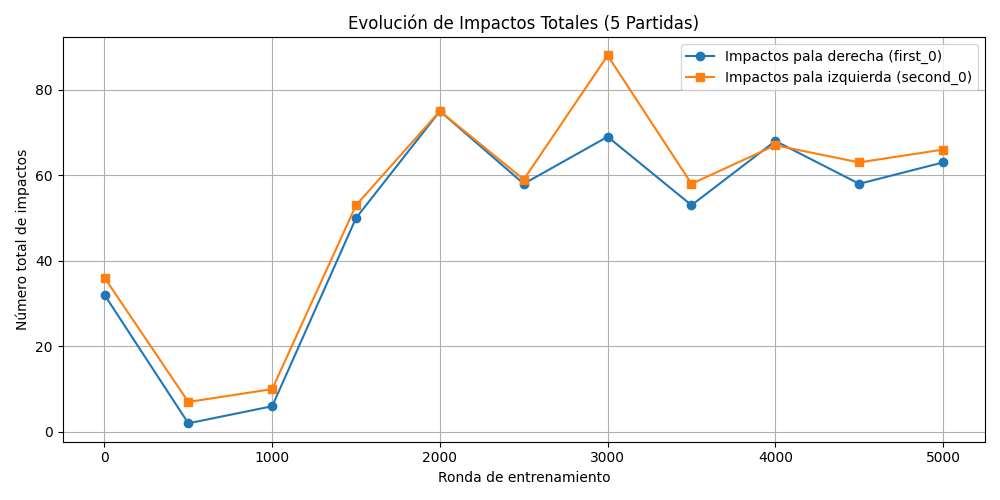 Evolución de Impactos Totales (5 Partidas)
Impactos pala derecha (first_0)
Impactos pala izquierda (second_0)
Número total de impactos
80
60
40
20
0
0 1000 2000 3000 4000 5000
Ronda de entrenamiento